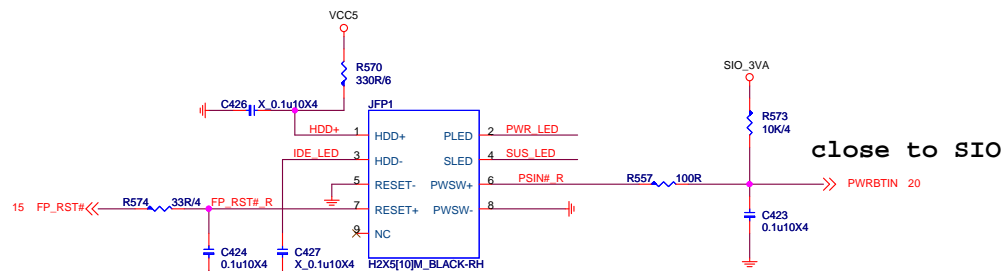 VCC5
R570
330R/6
SIO_3VA
C426
X_0.1u10X4
JFP1
R573
10K/4
HDD+
1
HDD+
PLED
2
PWR_LED
close to SIO
IDE_LED
3
HDD-
SLED
4
SUS_LED
5
RESET-
PWSW+
6
PSIN#_R
R557
100R
PWRBTIN 20
15 FP_RST#
R574
33R/4
FP_RST#_R
7
RESET+
PWSW-
8
9
NC
C423
0.1u10X4
C424
0.1u10X4
C427
X_0.1u10X4
H2X5[10]M_BLACK-RH